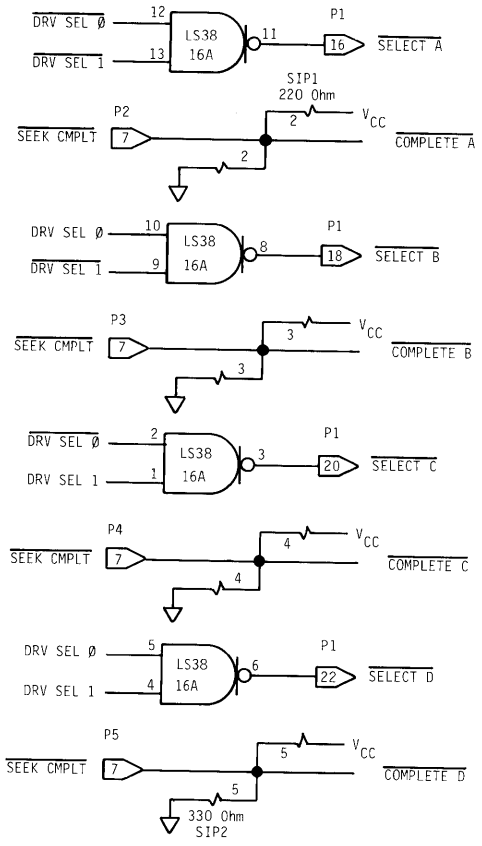 DRV SEL Ø 12 P1
LS38 11 16 SELECT A
DRV SEL 1 13 16A
SIP1
220 Ohm
P2 2 VCC
SEEK CMPLT 7 COMPLETE A
2
DRV SEL Ø 10 P1
LS38 8 18 SELECT B
DRV SEL 1 9 16A
P3 3 VCC
SEEK CMPLT 7 COMPLETE B
3
DRV SEL Ø 2 P1
LS38 3 20 SELECT C
DRV SEL 1 1 16A
P4 4 VCC
SEEK CMPLT 7 COMPLETE C
4
DRV SEL Ø 5 P1
LS38 6 22 SELECT D
DRV SEL 1 4 16A
P5 5 VCC
SEEK CMPLT 7 COMPLETE D
5
330 Ohm
SIP2